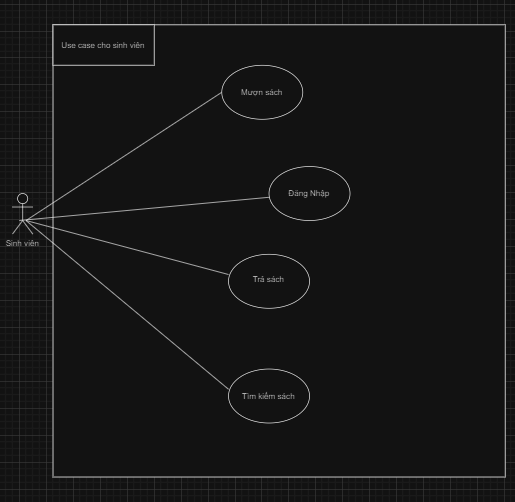 Use case cho sinh viên
Mượn sách
Đăng Nhập
Sinh viên
Trả sách
Tìm kiếm sách